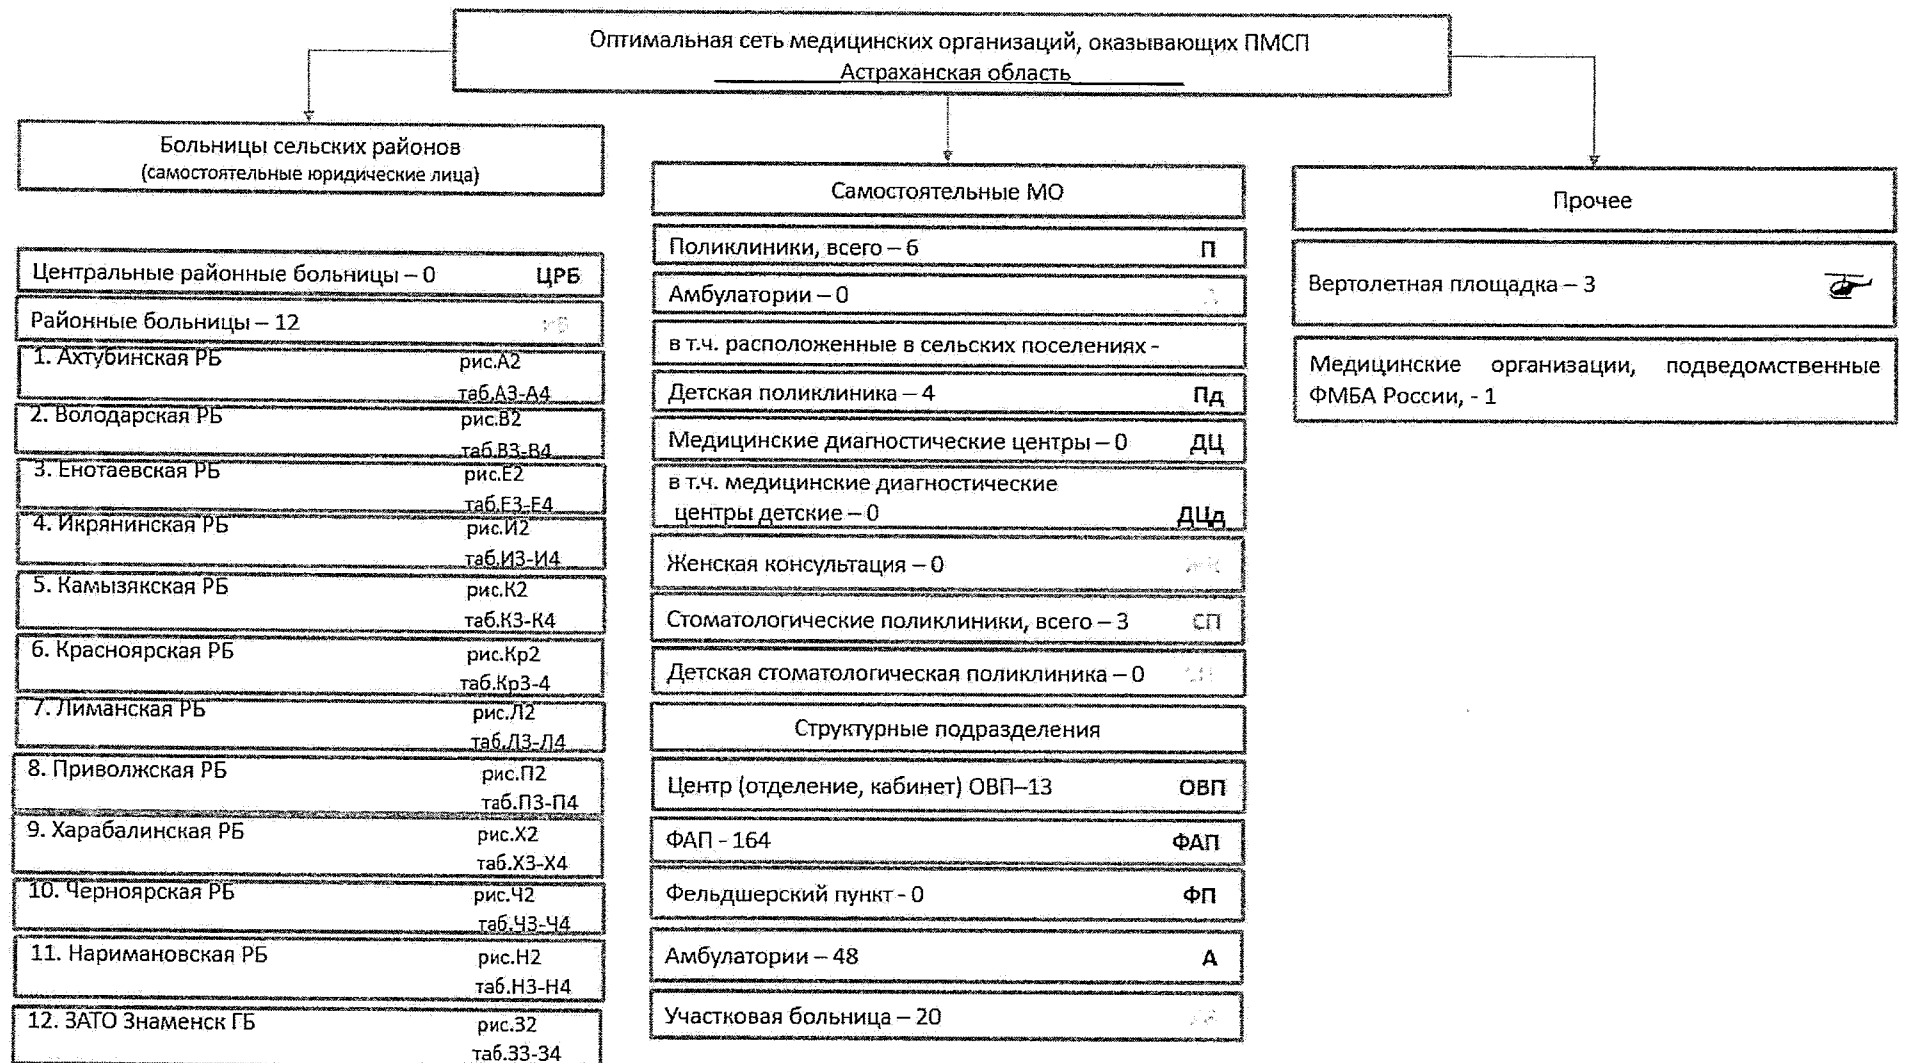 Оптимальная сеть медицинских организаций, оказывающих ПМСП
Астраханская область
Больницы сельских районов
(самостоятельные юридические лица)
Центральные районные больницы – 0 ЦРБ
Районные больницы – 12
1. Ахтубинская РБ рис.А2
таб.А3-А4
2. Володарская РБ рис.В2
таб.В3-В4
3. Енотаевская РБ рис.Е2
таб.Е3-Е4
4. Икрянинская РБ рис.И2
таб.И3-И4
5. Камызякская РБ рис.К2
таб.К3-К4
6. Красноярская РБ рис.Кр2
таб.Кр3-4
7. Лиманская РБ рис.Л2
таб.Л3-Л4
8. Приволжская РБ рис.П2
таб.П3-П4
9. Харабалинская РБ рис.Х2
таб.Х3-Х4
10. Черноярская РБ рис.Ч2
таб.Ч3-Ч4
11. Наримановская РБ рис.Н2
таб.Н3-Н4
12. ЗАТО Знаменск ГБ рис.З2
таб.З3-З4
Самостоятельные МО
Поликлиники, всего – 6 П
Амбулатории – 0
в т.ч. расположенные в сельских поселениях -
Детская поликлиника – 4 Пд
Медицинские диагностические центры – 0 ДЦ
в т.ч. медицинские диагностические
центры детские – 0 ДЦд
Женская консультация – 0
Стоматологические поликлиники, всего – 3 СП
Детская стоматологическая поликлиника – 0
Структурные подразделения
Центр (отделение, кабинет) ОВП–13 ОВП
ФАП - 164 ФАП
Фельдшерский пункт - 0 ФП
Амбулатории – 48 А
Участковая больница – 20
Прочее
Вертолетная площадка – 3
Медицинские организации, подведомственные
ФМБА России, - 1